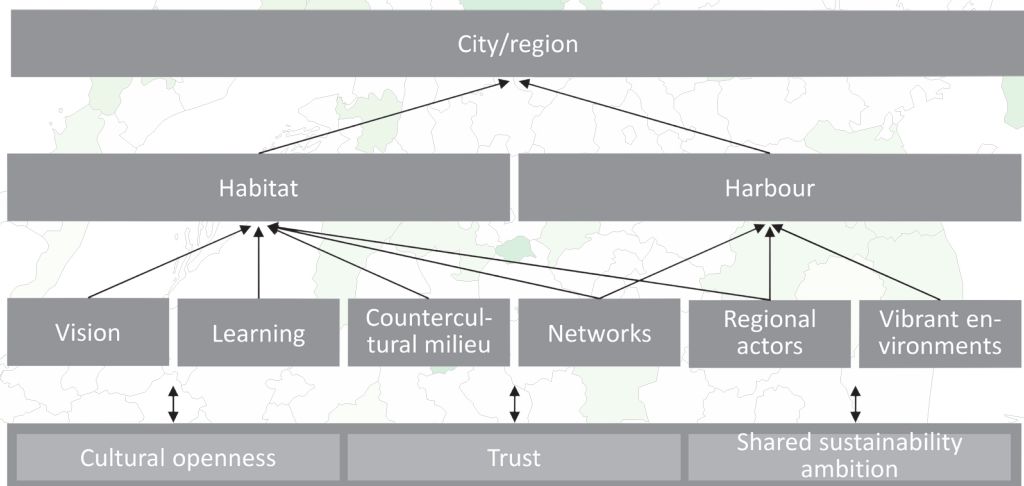 City/region
Habitat
Harbour
Vision
Learning
Countercul-
tural milieu
Networks
Regional
actors
Vibrant en-
vironments
Cultural openness
Trust
Shared sustainability
ambition